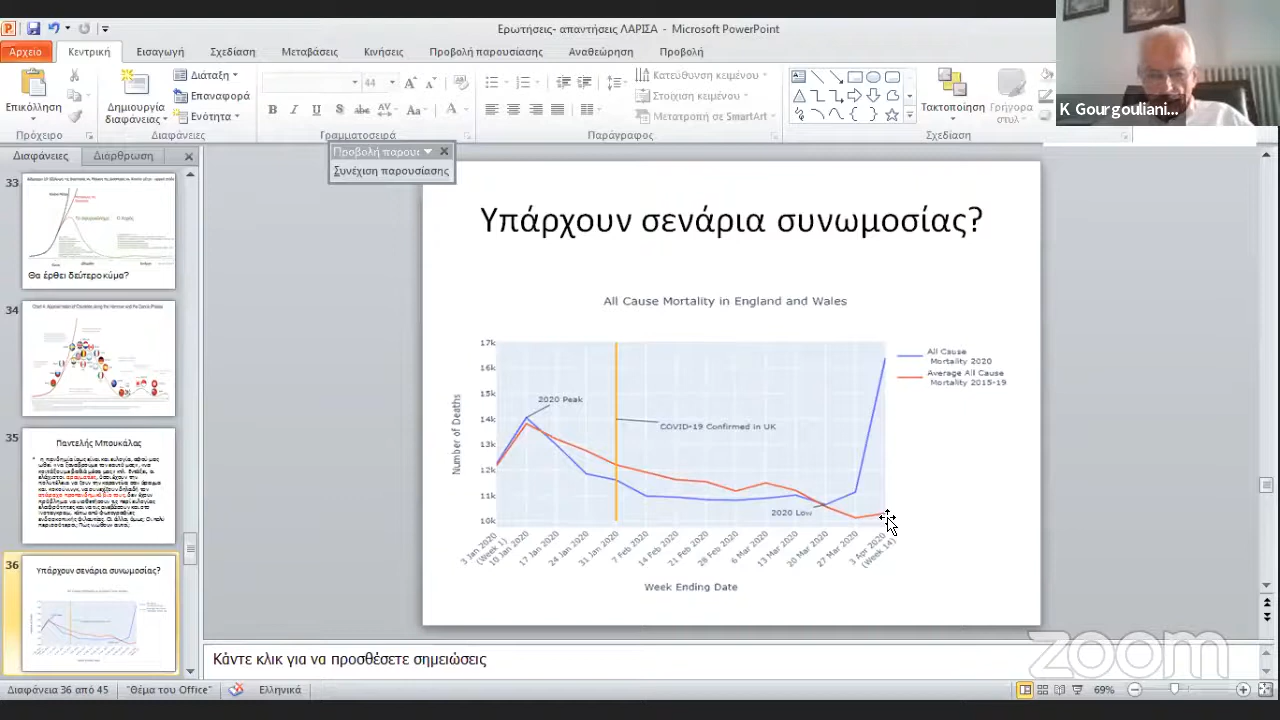 Ερωτήσεις- απαντήσεις ΛΑΡΙΣΑ - Microsoft PowerPoint
Αρχείο Κεντρική Εισαγωγή Σχεδίαση Μεταβάσεις Κινήσεις Προβολή παρουσίασης Αναθεώρηση Προβολή
Επικόλληση
Πρόχειρο
Δημιουργία διαφάνειας
Διάταξη
Επαναφορά
Ενότητα
Διαφάνειες
44
Γραμματοσειρά
Κατεύθυνση κειμένου
Στοίχιση κειμένου
Μετατροπή σε SmartArt
Παράγραφος
Τακτοποίηση
Γρήγορα στυλ
Σχεδίαση
K Gourgouliani...
Διαφάνειες Διάρθρωση
Προβολή παρου
Συνέχιση παρουσίασης
33
Θα έρθει δεύτερο κύμα?
34
35
Παντελής Μπουκάλας
36
Υπάρχουν σενάρια συνωμοσίας?
Υπάρχουν σενάρια συνωμοσίας?
All Cause Mortality in England and Wales
17k
16k
15k
14k
13k
12k
11k
10k
Number of Deaths
2020 Peak
COVID-19 Confirmed in UK
2020 Low
All Cause
Mortality 2020
Average All Cause
Mortality 2015-19
3 Jan 2020
(Week 1)
10 Jan 2020
17 Jan 2020
24 Jan 2020
31 Jan 2020
7 Feb 2020
14 Feb 2020
21 Feb 2020
28 Feb 2020
6 Mar 2020
13 Mar 2020
20 Mar 2020
27 Mar 2020
3 Apr 2020
(Week 14)
Week Ending Date
Κάντε κλικ για να προσθέσετε σημειώσεις
zoom
Διαφάνεια 36 από 45 "Θέμα του Office" Ελληνικά 69%